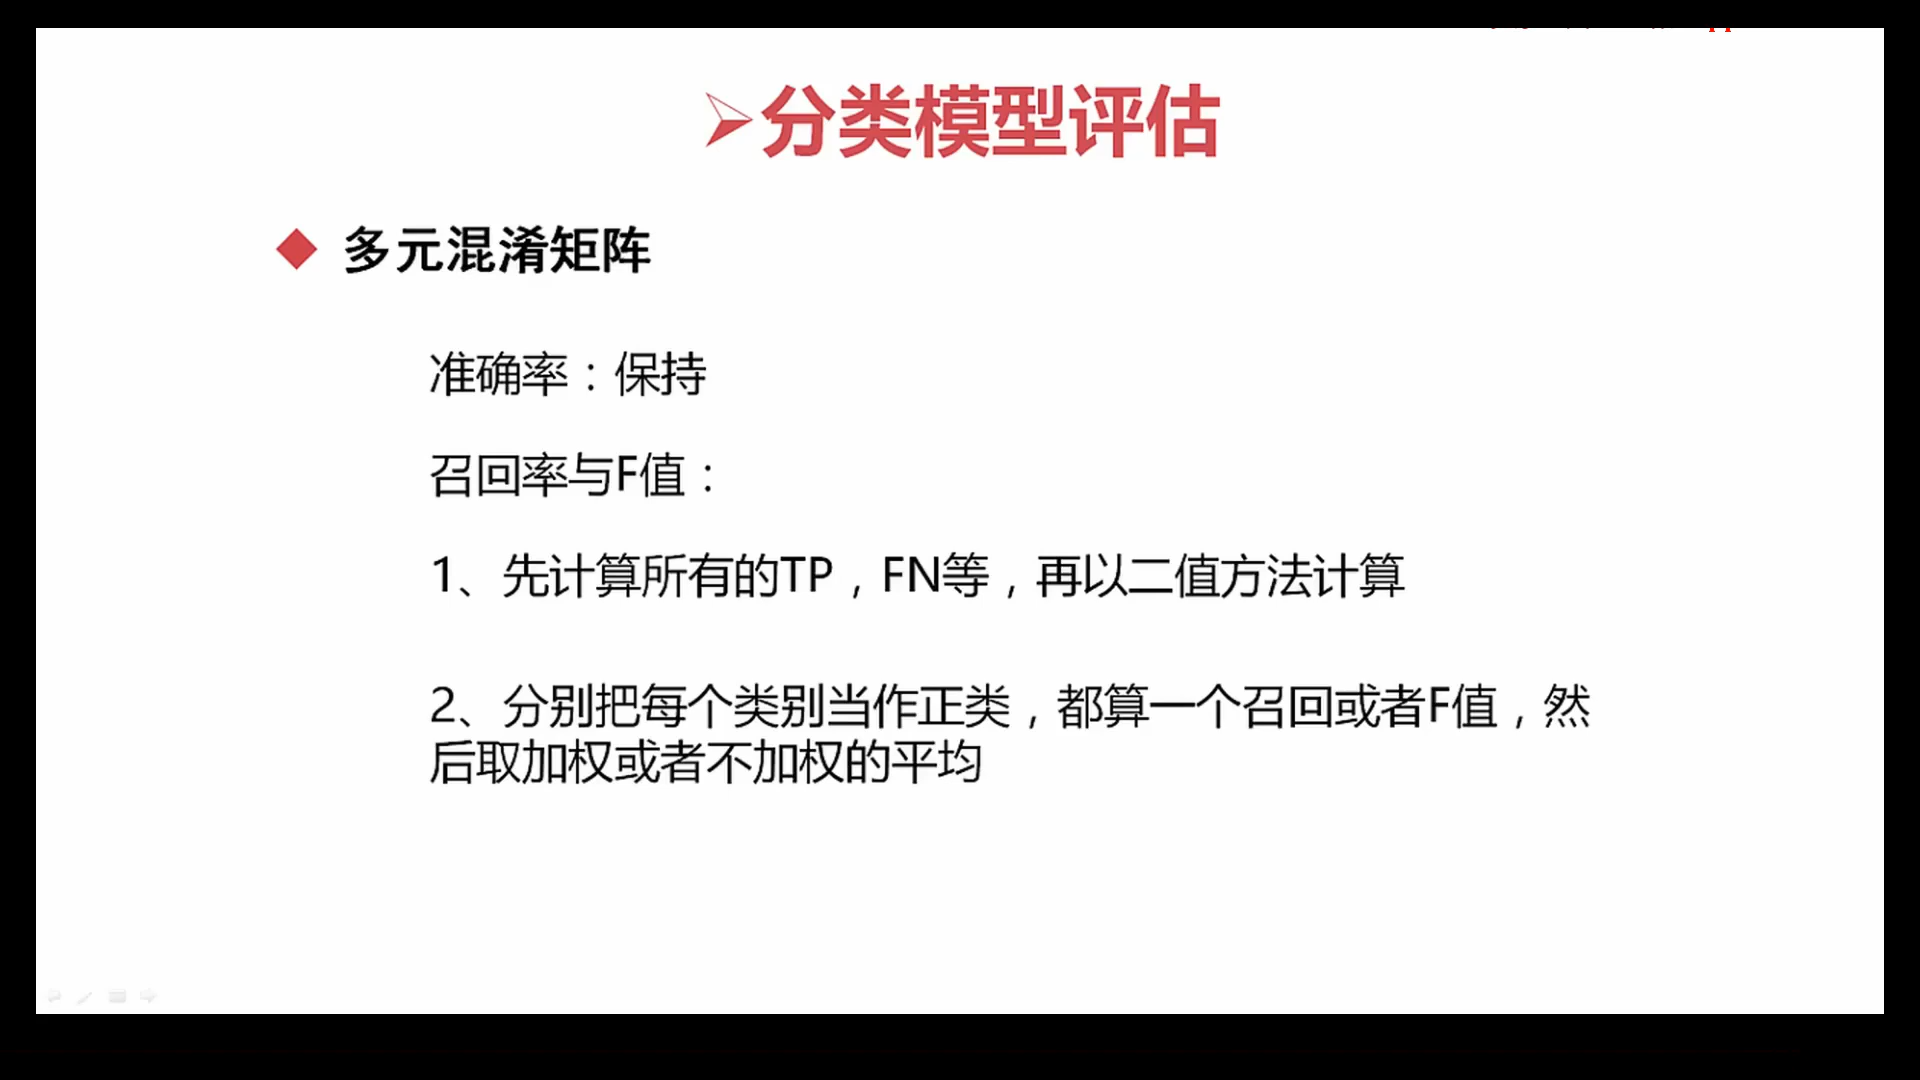 分类模型评估
多元混淆矩阵
准确率：保持
召回率与F值：
1、先计算所有的TP，FN等，再以二值方法计算
2、分别把每个类别当作正类，都算一个召回或者F值，然
后取加权或者不加权的平均